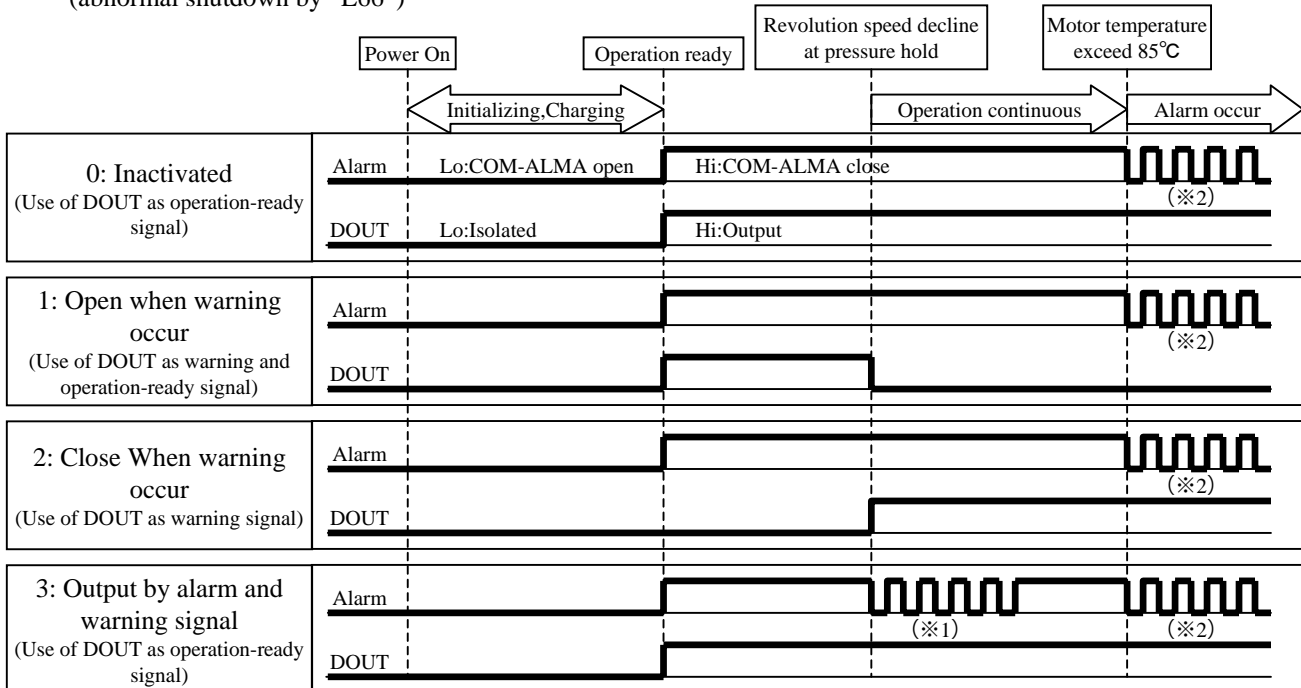 (abnormal shutdown by "E66")
Revolution speed decline
at pressure hold
Motor temperature
exceed 85℃
Power On
Operation ready
Initializing,Charging
Operation continuous
Alarm occur
0: Inactivated
(Use of DOUT as operation-ready
signal)
Alarm
Lo:COM-ALMA open
Hi:COM-ALMA close
(※2)
DOUT
Lo:Isolated
Hi:Output
1: Open when warning
occur
(Use of DOUT as warning and
operation-ready signal)
Alarm
(※2)
DOUT
2: Close When warning
occur
(Use of DOUT as warning signal)
Alarm
(※2)
DOUT
3: Output by alarm and
warning signal
(Use of DOUT as operation-ready
signal)
Alarm
(※1)
(※2)
DOUT